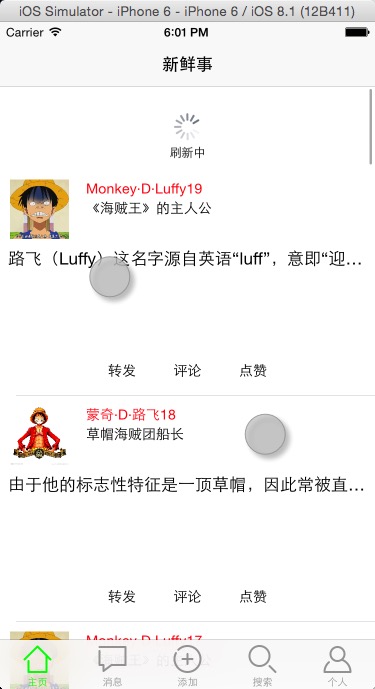 iOS Simulator - iPhone 6 - iPhone 6 / iOS 8.1 (12B411)
Carrier 6:01 PM
新鲜事
刷新中
Monkey·D·Luffy19
《海贼王》的主人公
路飞（Luffy）这名字源自英语“luff”，意即“迎…
转发 评论 点赞
蒙奇·D·路飞18
草帽海贼团船长
由于他的标志性特征是一顶草帽，因此常被直…
转发 评论 点赞
Monkey·D·Luffy17
主页 消息 添加 搜索 个人